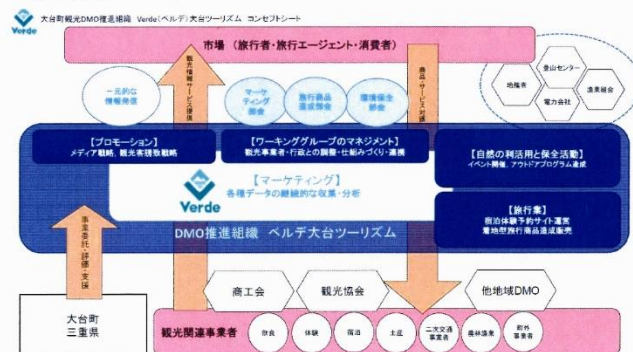 Verde
大台町観光DMO推進組織 Verde(ベルデ)大台ツーリズム コンセプトシート
市場（旅行者・旅行エージェント・消費者）
観光情報サービス提供
商品・サービス対価
一元的な
情報発信
マーケ
ティング
部会
旅行商品
造成部会
環境保全
部会
地権者
登山センター
電力会社
漁業組合
【プロモーション】
メディア戦略, 観光客誘致戦略
【ワーキンググループのマネジメント】
観光事業者・行政との調整・仕組みづくり・連携
【自然の利活用と保全活動】
イベント開催, アウトドアプログラム造成
Verde
【マーケティング】
各種データの継続的な収集・分析
【旅行業】
宿泊体験予約サイト運営
着地型旅行商品造成販売
DMO推進組織 ベルデ大台ツーリズム
事業委託・評価・支援
商工会
観光協会
他地域DMO
大台町
三重県
観光関連事業者
飲食
体験
宿泊
土産
二次交通
事業者
農林漁業
町外
事業者